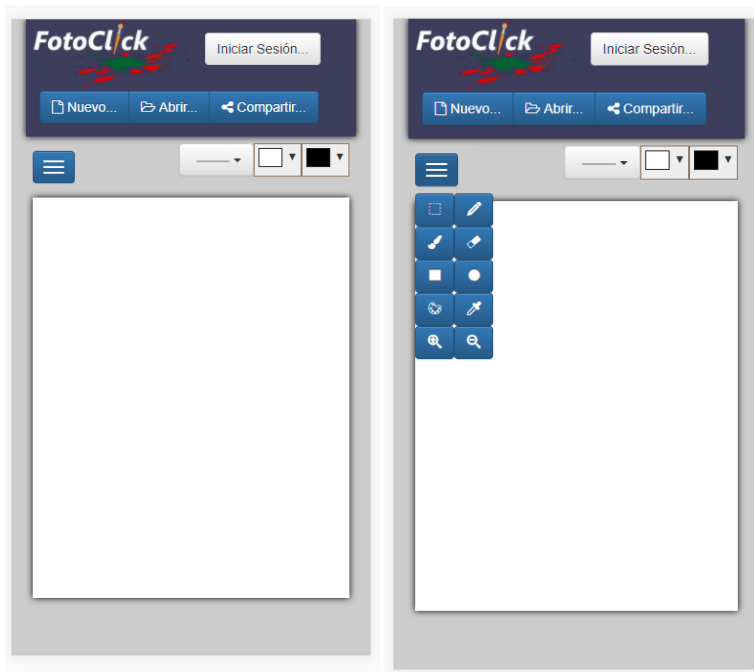 FotoClick
Iniciar Sesión...
Nuevo...
Abrir...
Compartir...
FotoClick
Iniciar Sesión...
Nuevo...
Abrir...
Compartir...